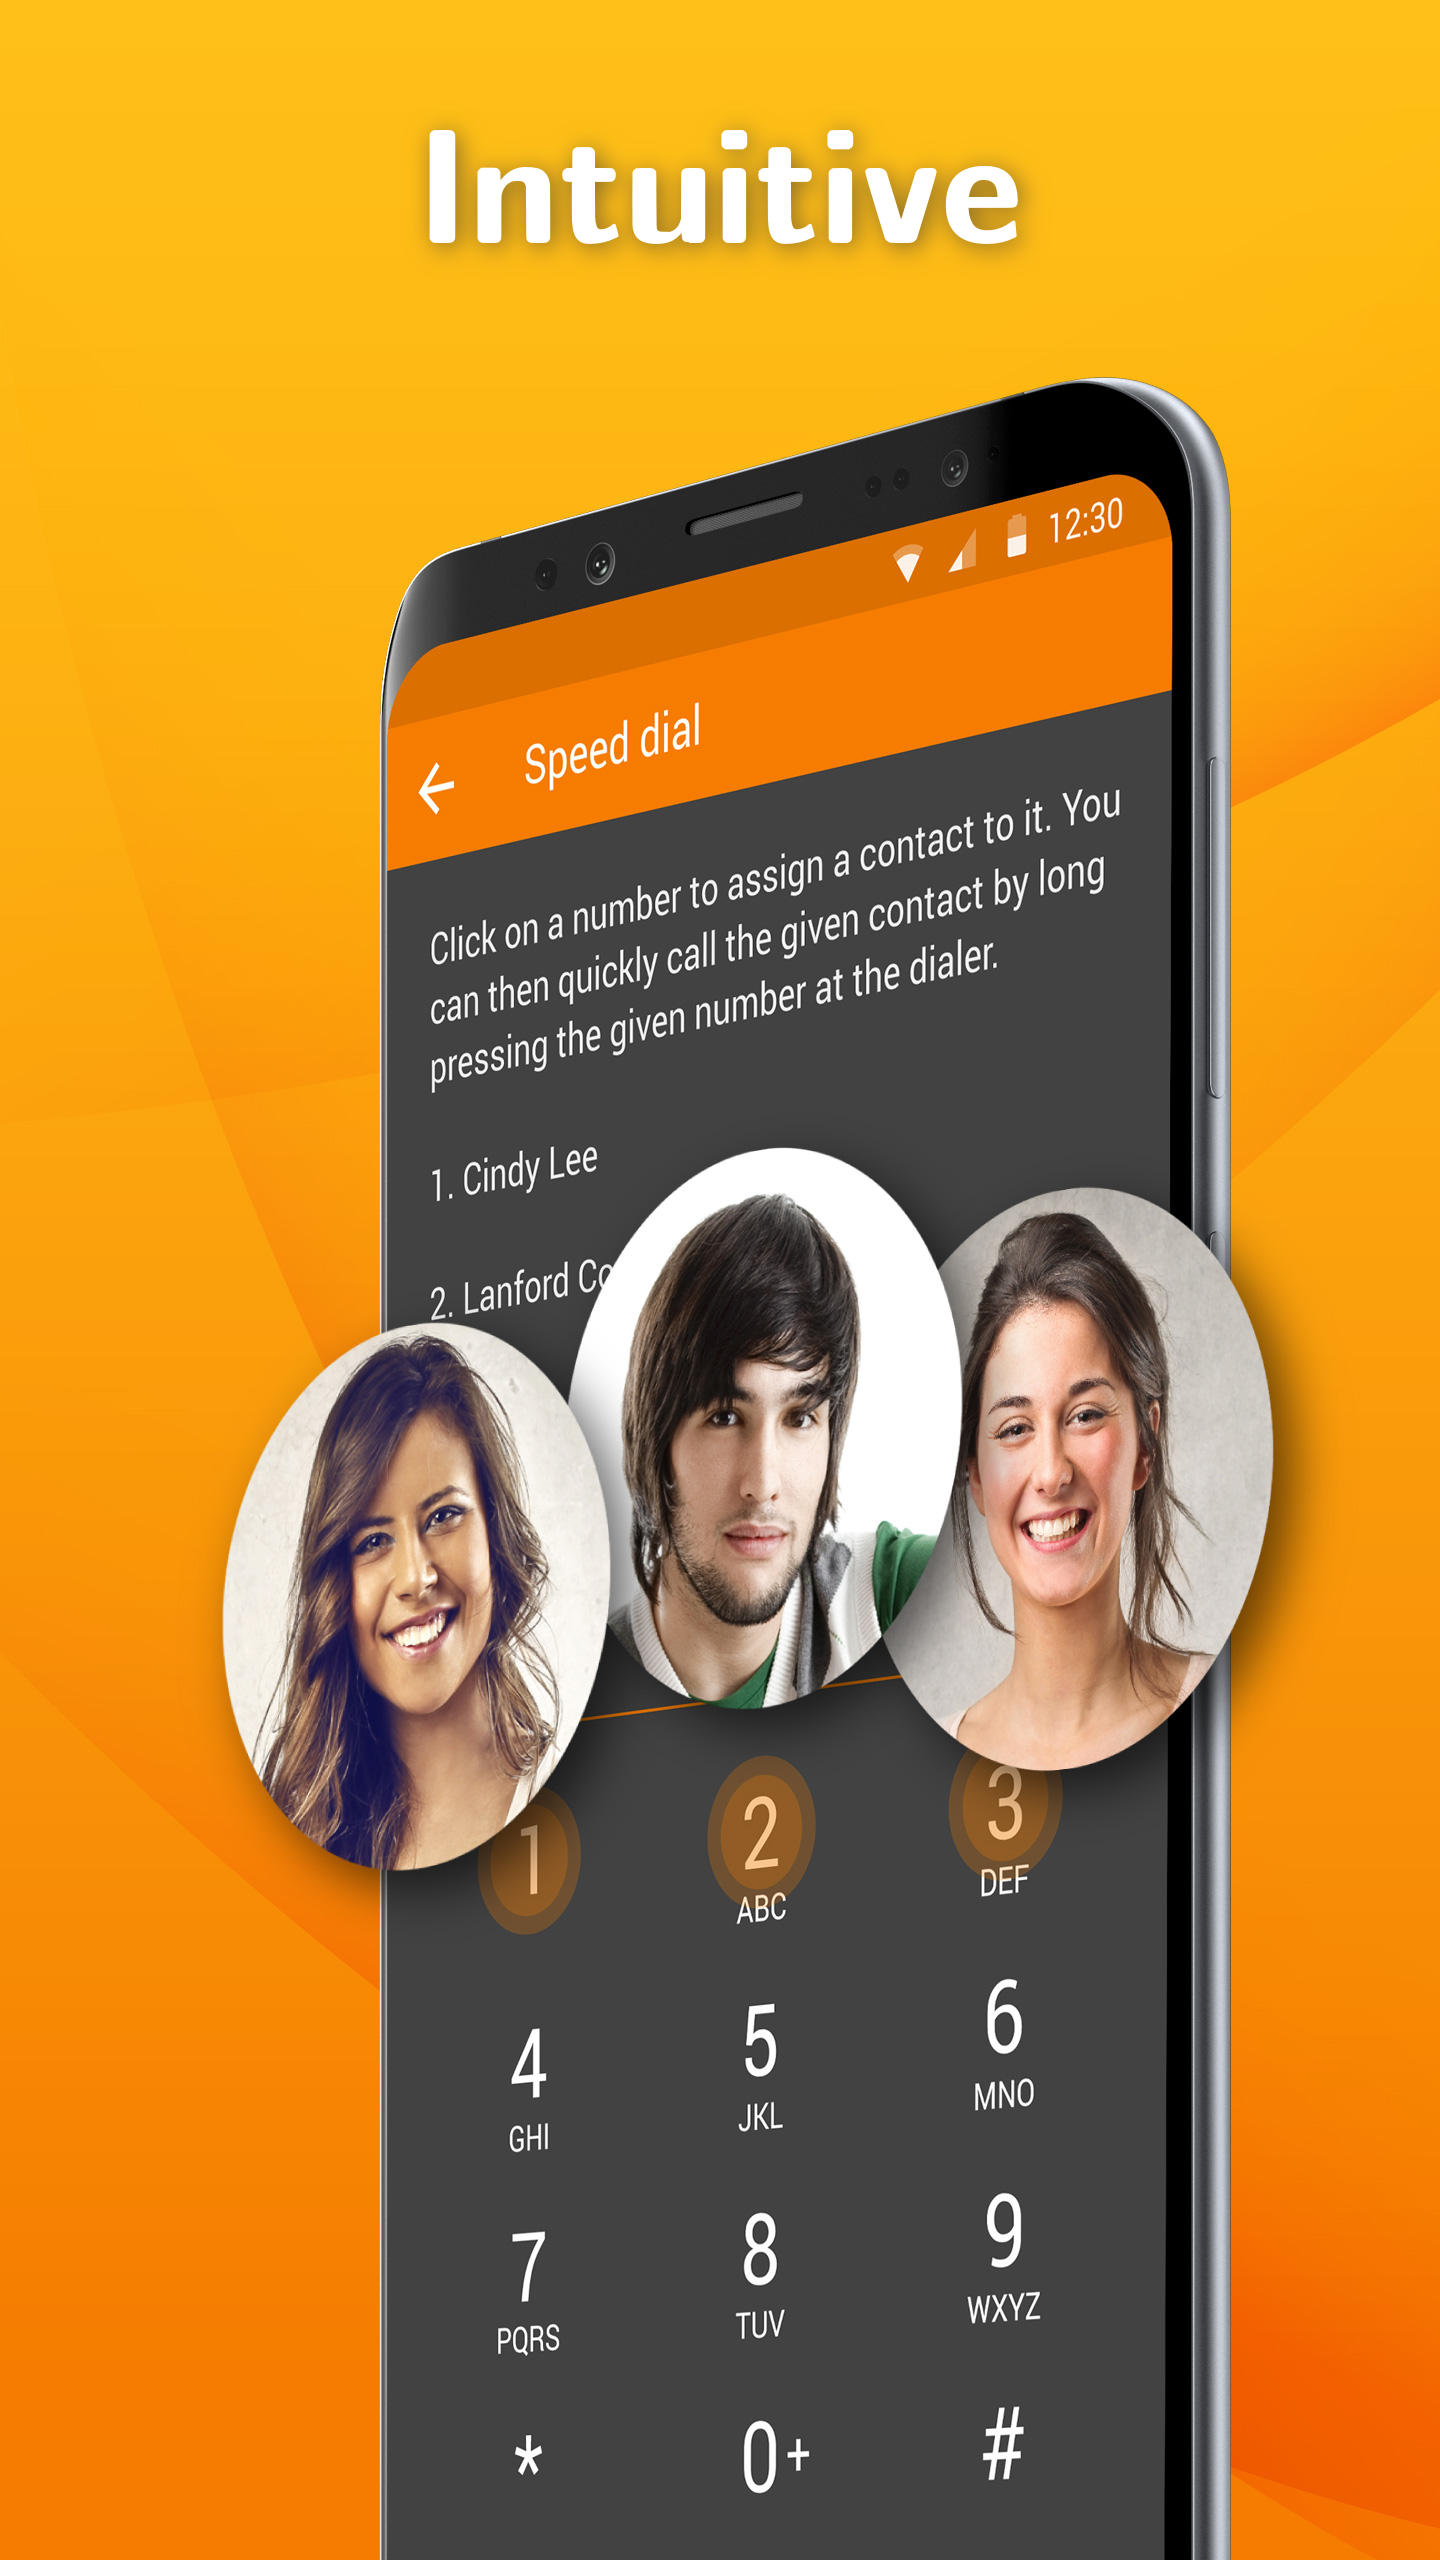 Intuitive
12:30
Speed dial
Click on a number to assign a contact to it. You
can then quickly call the given contact by long
pressing the given number at the dialer.
1. Cindy Lee
2. Lanford
1 2 3
ABC DEF
4 5 6
GHI JKL MNO
7 8 9
PQRS TUV WXYZ
* 0+ #